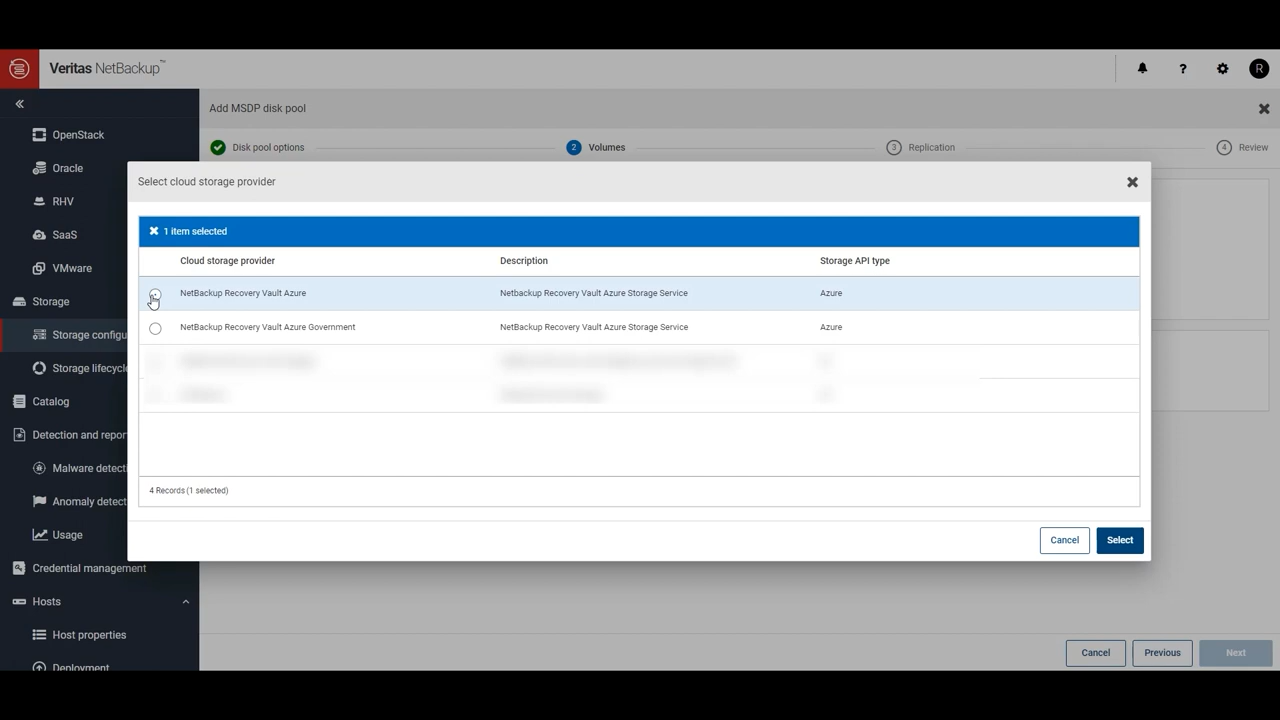 Veritas NetBackup™
R
Add MSDP disk pool
OpenStack
Disk pool options
2 Volumes
3 Replication
4 Review
Oracle
Select cloud storage provider
RHV
1 item selected
SaaS
Cloud storage provider Description Storage API type
VMware
NetBackup Recovery Vault Azure Netbackup Recovery Vault Azure Storage Service Azure
Storage
NetBackup Recovery Vault Azure Government NetBackup Recovery Vault Azure Storage Service Azure
Storage configu
Storage lifecycle
Catalog
Detection and repor
Malware detecti
4 Records (1 selected)
Anomaly detect
Usage
Cancel Select
Credential management
Hosts
Host properties
Cancel Previous Next
Deployment